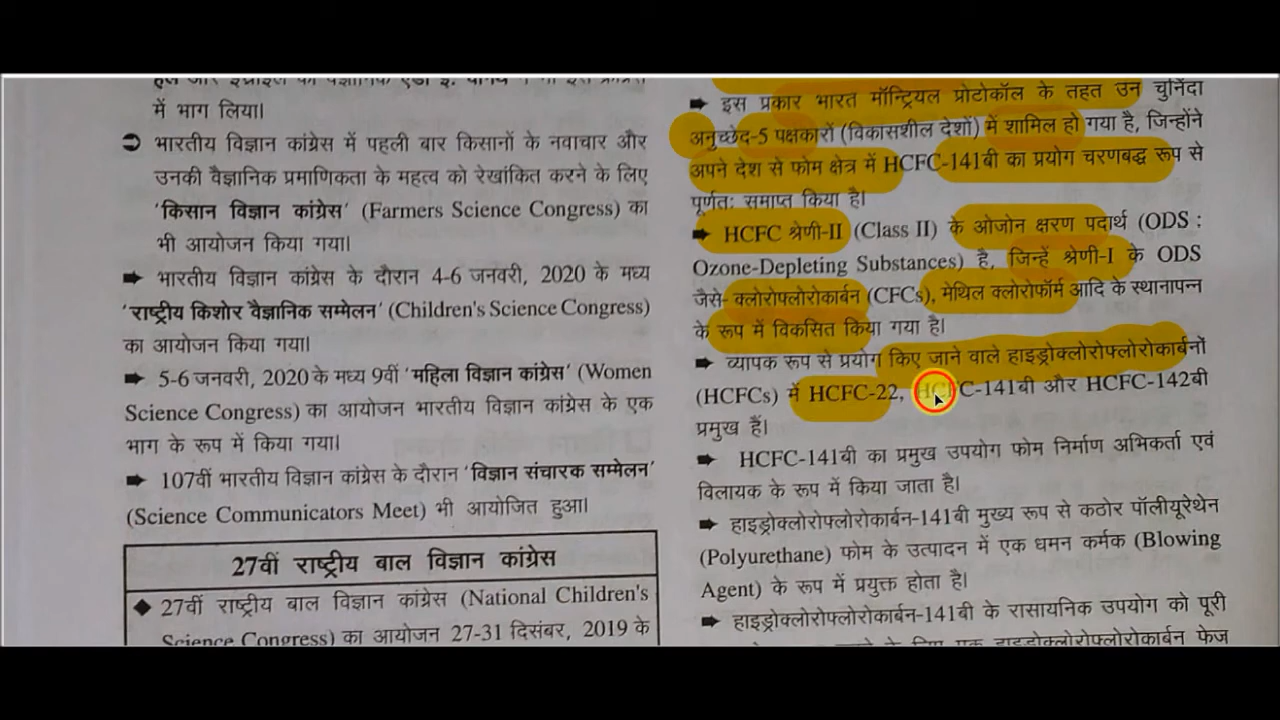 में भाग लिया।
➲ भारतीय विज्ञान कांग्रेस में पहली बार किसानों के नवाचार और
उनकी वैज्ञानिक प्रमाणिकता के महत्व को रेखांकित करने के लिए
'किसान विज्ञान कांग्रेस' (Farmers Science Congress) का
भी आयोजन किया गया।
➨ भारतीय विज्ञान कांग्रेस के दौरान 4-6 जनवरी, 2020 के मध्य
'राष्ट्रीय किशोर वैज्ञानिक सम्मेलन' (Children's Science Congress)
का आयोजन किया गया।
➨ 5-6 जनवरी, 2020 के मध्य 9वीं 'महिला विज्ञान कांग्रेस' (Women
Science Congress) का आयोजन भारतीय विज्ञान कांग्रेस के एक
भाग के रूप में किया गया।
➨ 107वीं भारतीय विज्ञान कांग्रेस के दौरान 'विज्ञान संचारक सम्मेलन'
(Science Communicators Meet) भी आयोजित हुआ।
27वीं राष्ट्रीय बाल विज्ञान कांग्रेस
◆ 27वीं राष्ट्रीय बाल विज्ञान कांग्रेस (National Children's
Science Congress) का आयोजन 27-31 दिसंबर, 2019 के
➨ इस प्रकार भारत मॉन्ट्रियल प्रोटोकॉल के तहत उन चुनिंदा
अनुच्छेद-5 पक्षकारों (विकासशील देशों) में शामिल हो गया है, जिन्होंने
अपने देश से फोम क्षेत्र में HCFC-141बी का प्रयोग चरणबद्ध रूप से
पूर्णतः समाप्त किया है।
➨ HCFC श्रेणी-II (Class II) के ओजोन क्षरण पदार्थ (ODS :
Ozone-Depleting Substances) है, जिन्हें श्रेणी-I के ODS
जैसे- क्लोरोफ्लोरोकार्बन (CFCs), मेथिल क्लोरोफॉर्म आदि के स्थानापन्न
के रूप में विकसित किया गया है।
➨ व्यापक रूप से प्रयोग किए जाने वाले हाइड्रोक्लोरोफ्लोरोकार्बनों
(HCFCs) में HCFC-22, HCFC-141बी और HCFC-142बी
प्रमुख हैं।
➨ HCFC-141बी का प्रमुख उपयोग फोम निर्माण अभिकर्ता एवं
विलायक के रूप में किया जाता है।
➨ हाइड्रोक्लोरोफ्लोरोकार्बन-141बी मुख्य रूप से कठोर पॉलीयूरेथेन
(Polyurethane) फोम के उत्पादन में एक धमन कर्मक (Blowing
Agent) के रूप में प्रयुक्त होता है।
➨ हाइड्रोक्लोरोफ्लोरोकार्बन-141बी के रासायनिक उपयोग को पूरी
के लिए एक हाइड्रोक्लोरोफ्लोरोकार्बन फेज